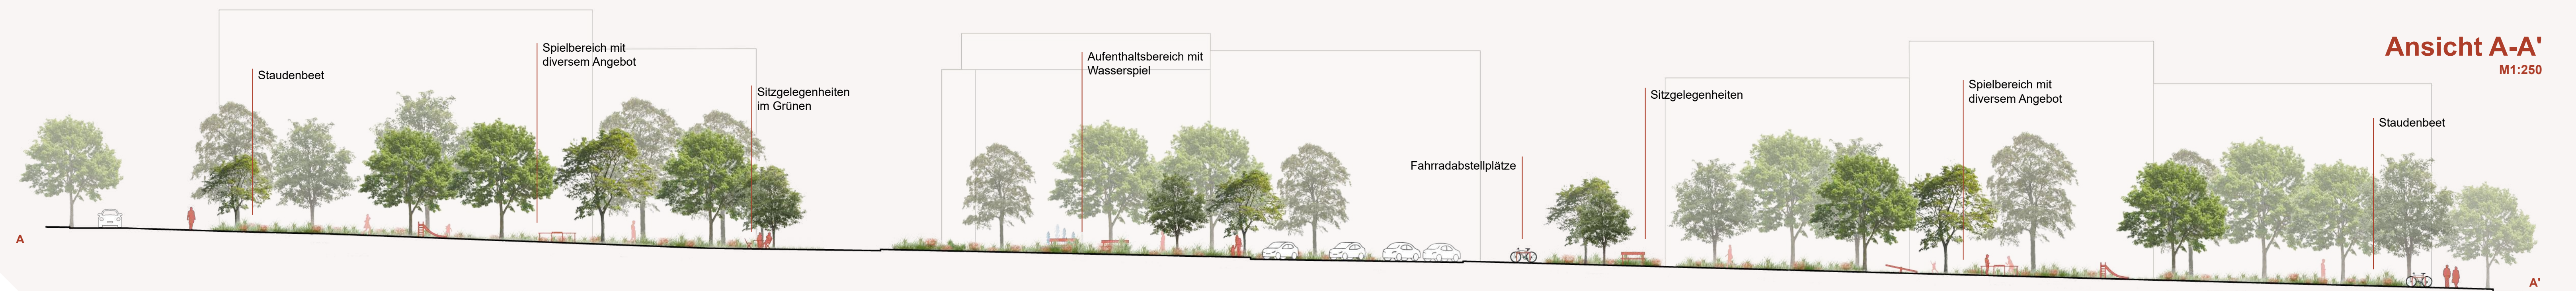 Ansicht A-A'
M1:250
Staudenbeet
Spielbereich mit
diversem Angebot
Sitzgelegenheiten
im Grünen
Aufenthaltsbereich mit
Wasserspiel
Fahrradabstellplätze
Sitzgelegenheiten
Spielbereich mit
diversem Angebot
Staudenbeet
A
A'